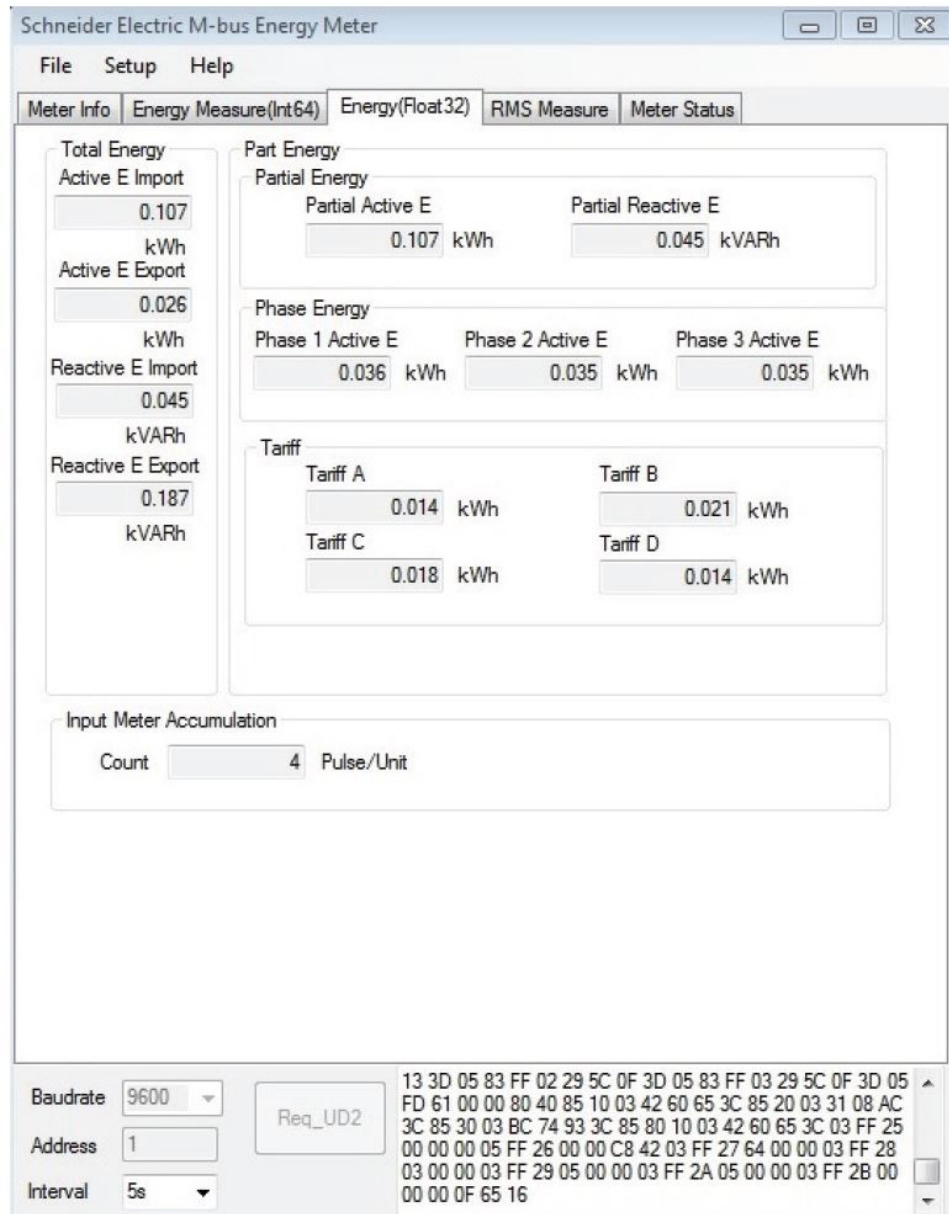 Schneider Electric M-bus Energy Meter
File Setup Help
Meter Info Energy Measure(Int64) Energy(Float32) RMS Measure Meter Status
Total Energy
Active E Import
0.107
kWh
Active E Export
0.026
kWh
Reactive E Import
0.045
kVARh
Reactive E Export
0.187
kVARh
Part Energy
Partial Energy
Partial Active E Partial Reactive E
0.107 kWh 0.045 kVARh
Phase Energy
Phase 1 Active E Phase 2 Active E Phase 3 Active E
0.036 kWh 0.035 kWh 0.035 kWh
Tariff
Tariff A Tariff B
0.014 kWh 0.021 kWh
Tariff C Tariff D
0.018 kWh 0.014 kWh
Input Meter Accumulation
Count 4 Pulse/Unit
Baudrate 9600
Address 1
Interval 5s
Req_UD2
13 3D 05 83 FF 02 29 5C 0F 3D 05 83 FF 03 29 5C 0F 3D 05
FD 61 00 00 80 40 85 10 03 42 60 65 3C 85 20 03 31 08 AC
3C 85 30 03 BC 74 93 3C 85 80 10 03 42 60 65 3C 03 FF 25
00 00 00 05 FF 26 00 00 C8 42 03 FF 27 64 00 00 03 FF 28
03 00 00 03 FF 29 05 00 00 03 FF 2A 05 00 00 03 FF 2B 00
00 00 0F 65 16